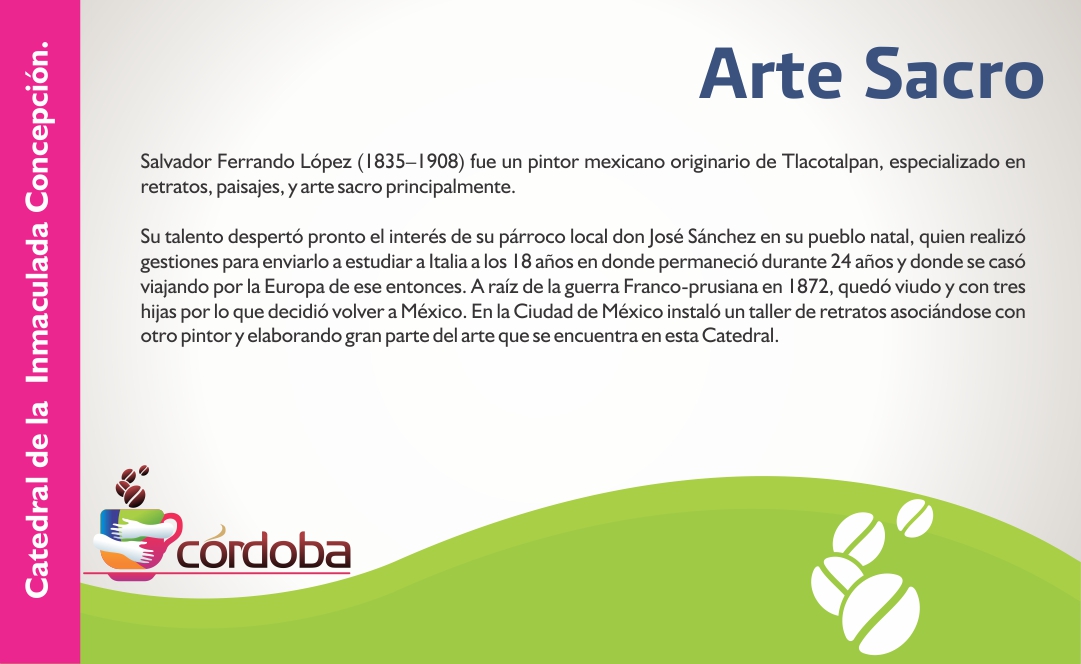 Catedral de la Inmaculada Concepción.
Arte Sacro
Salvador Ferrando López (1835–1908) fue un pintor mexicano originario de Tlacotalpan, especializado en
retratos, paisajes, y arte sacro principalmente.
Su talento despertó pronto el interés de su párroco local don José Sánchez en su pueblo natal, quien realizó
gestiones para enviarlo a estudiar a Italia a los 18 años en donde permaneció durante 24 años y donde se casó
viajando por la Europa de ese entonces. A raíz de la guerra Franco-prusiana en 1872, quedó viudo y con tres
hijas por lo que decidió volver a México. En la Ciudad de México instaló un taller de retratos asociándose con
otro pintor y elaborando gran parte del arte que se encuentra en esta Catedral.
córdoba